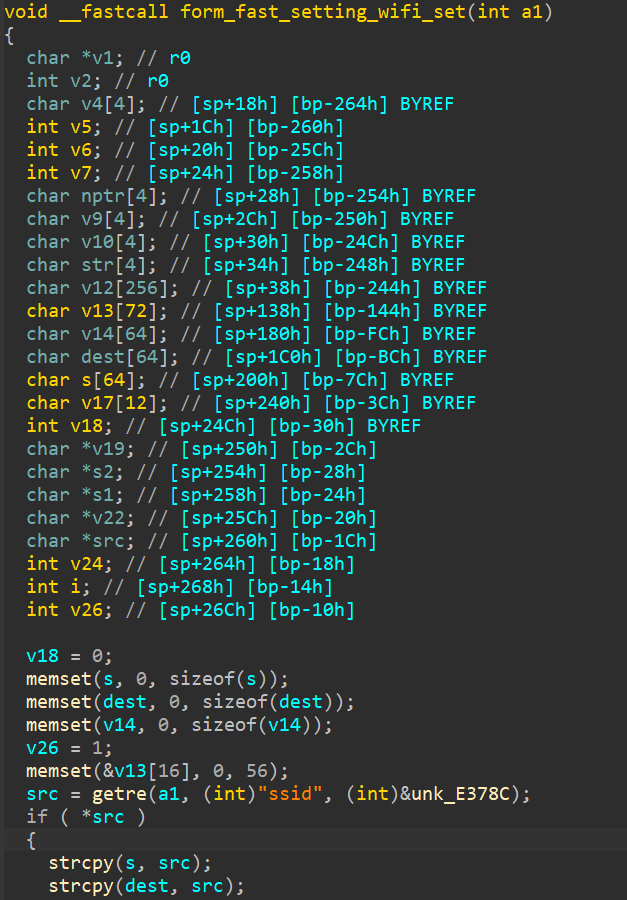 void __fastcall form_fast_setting_wifi_set(int a1)
{
  char *v1; // r0
  int v2; // r0
  char v4[4]; // [sp+18h] [bp-264h] BYREF
  int v5; // [sp+1Ch] [bp-260h]
  int v6; // [sp+20h] [bp-25Ch]
  int v7; // [sp+24h] [bp-258h]
  char nptr[4]; // [sp+28h] [bp-254h] BYREF
  char v9[4]; // [sp+2Ch] [bp-250h] BYREF
  char v10[4]; // [sp+30h] [bp-24Ch] BYREF
  char str[4]; // [sp+34h] [bp-248h] BYREF
  char v12[256]; // [sp+38h] [bp-244h] BYREF
  char v13[72]; // [sp+138h] [bp-144h] BYREF
  char v14[64]; // [sp+180h] [bp-FCh] BYREF
  char dest[64]; // [sp+1C0h] [bp-BCh] BYREF
  char s[64]; // [sp+200h] [bp-7Ch] BYREF
  char v17[12]; // [sp+240h] [bp-3Ch] BYREF
  int v18; // [sp+24Ch] [bp-30h] BYREF
  char *v19; // [sp+250h] [bp-2Ch]
  char *s2; // [sp+254h] [bp-28h]
  char *s1; // [sp+258h] [bp-24h]
  char *v22; // [sp+25Ch] [bp-20h]
  char *src; // [sp+260h] [bp-1Ch]
  int v24; // [sp+264h] [bp-18h]
  int i; // [sp+268h] [bp-14h]
  int v26; // [sp+26Ch] [bp-10h]

  v18 = 0;
  memset(s, 0, sizeof(s));
  memset(dest, 0, sizeof(dest));
  memset(v14, 0, sizeof(v14));
  v26 = 1;
  memset(&v13[16], 0, 56);
  src = getre(a1, (int)"ssid", (int)&unk_E378C);
  if ( *src )
  {
    strcpy(s, src);
    strcpy(dest, src);